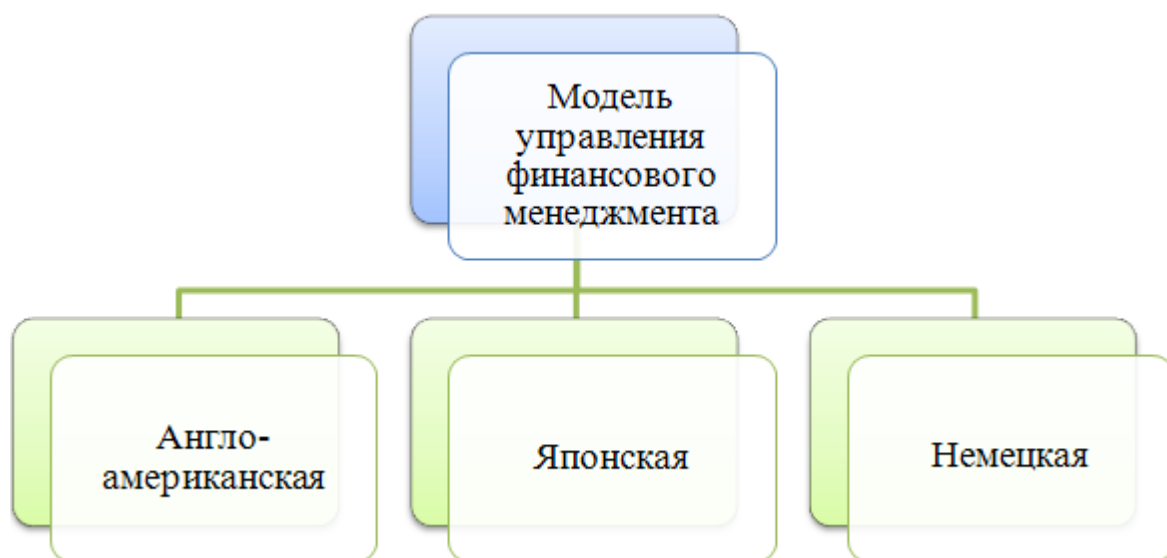 Модель
управления
финансового
менеджмента
Англо-
американская
Японская
Немецкая